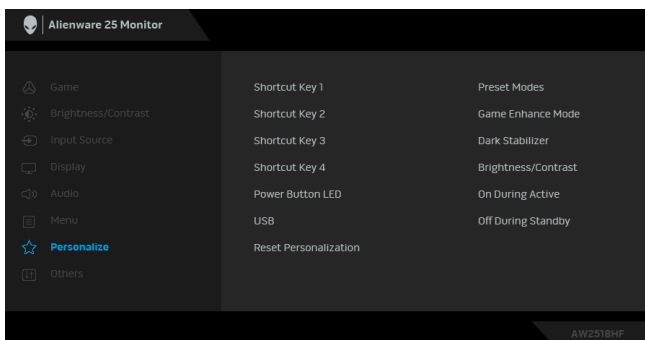 Alienware 25 Monitor
Game
Shortcut Key 1 Preset Modes
Brightness/Contrast
Shortcut Key 2 Game Enhance Mode
Input Source
Shortcut Key 3 Dark Stabilizer
Display
Shortcut Key 4 Brightness/Contrast
Audio
Power Button LED On During Active
Menu
USB Off During Standby
Personalize
Reset Personalization
Others
AW2518HF